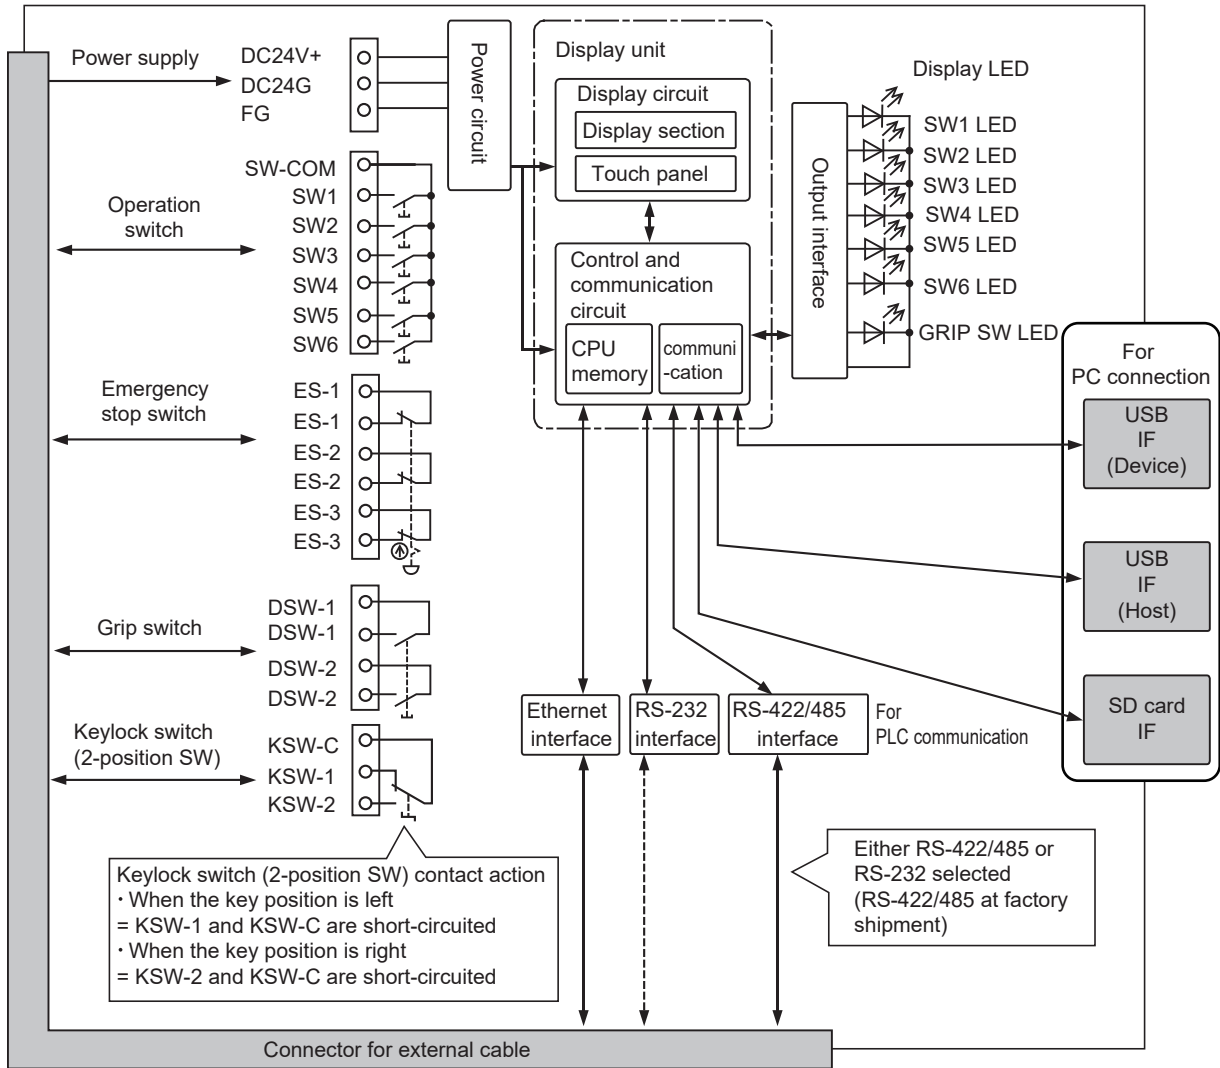 Power supply
DC24V+
DC24G
FG
Power circuit
Operation
switch
SW-COM
SW1
SW2
SW3
SW4
SW5
SW6
Emergency
stop switch
ES-1
ES-1
ES-2
ES-2
ES-3
ES-3
Grip switch
DSW-1
DSW-1
DSW-2
DSW-2
Keylock switch
(2-position SW)
KSW-C
KSW-1
KSW-2
Keylock switch (2-position SW) contact action
・When the key position is left
= KSW-1 and KSW-C are short-circuited
・When the key position is right
= KSW-2 and KSW-C are short-circuited
Display unit
Display circuit
Display section
Touch panel
Control and
communication
circuit
CPU
memory
communi
-cation
Output interface
Display LED
SW1 LED
SW2 LED
SW3 LED
SW4 LED
SW5 LED
SW6 LED
GRIP SW LED
For
PC connection
USB
IF
(Device)
USB
IF
(Host)
SD card
IF
Ethernet
interface
RS-232
interface
RS-422/485
interface
For
PLC communication
Either RS-422/485 or
RS-232 selected
(RS-422/485 at factory
shipment)
Connector for external cable